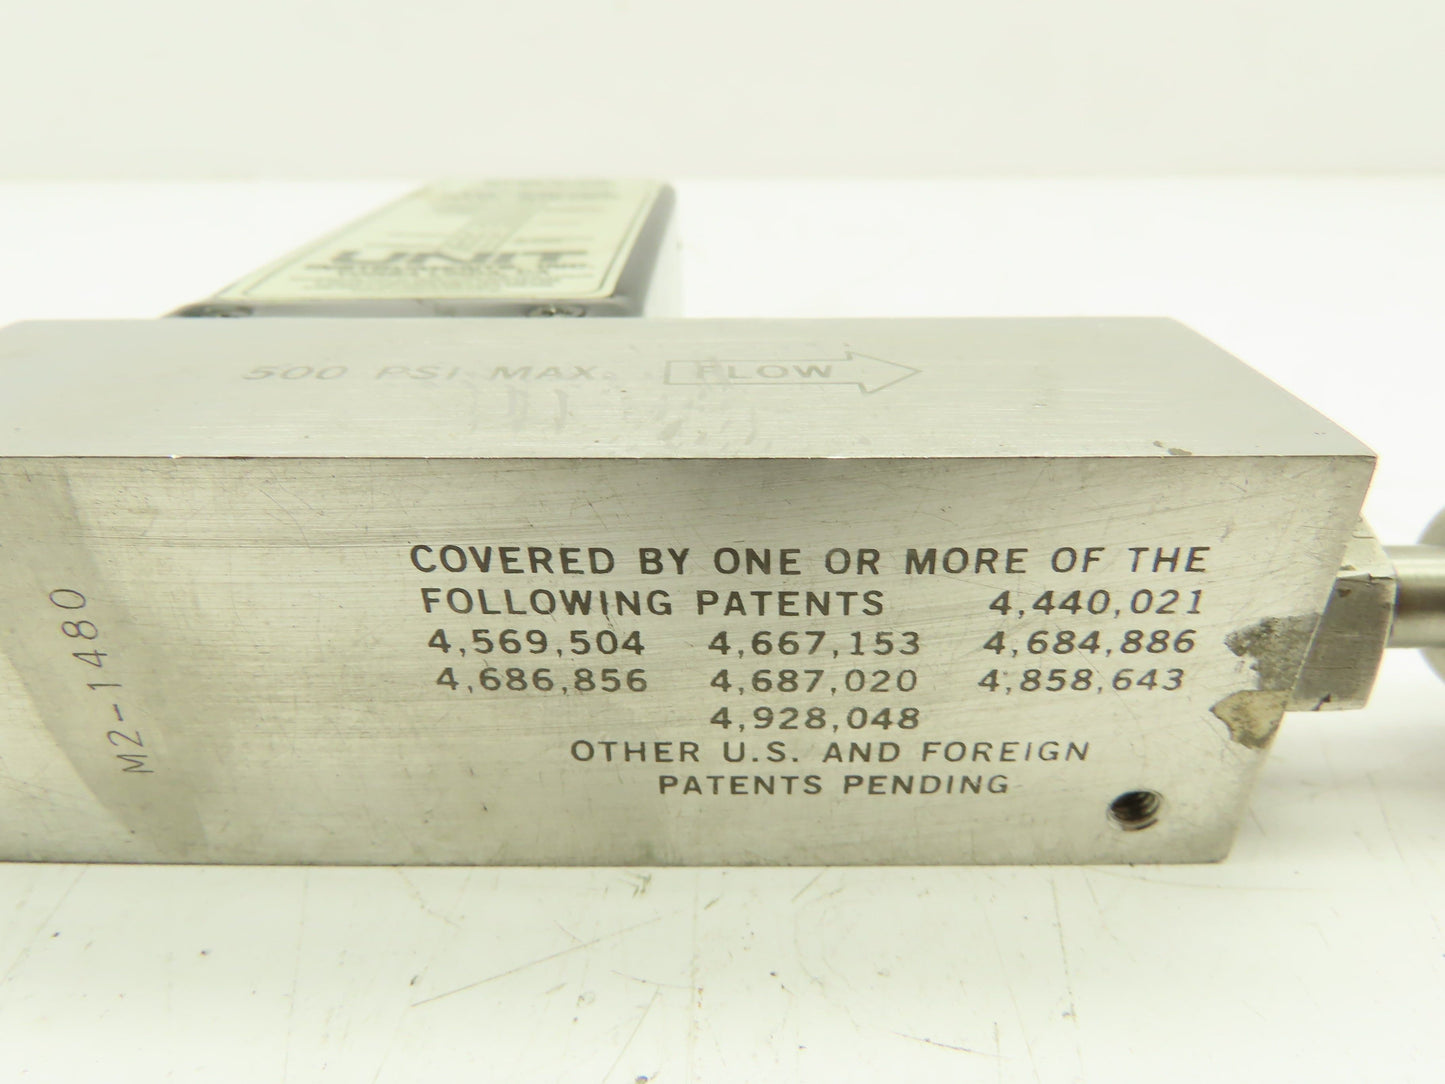 UNIT
500 PSI MAX.
FLOW
COVERED BY ONE OR MORE OF THE
FOLLOWING PATENTS 4,440,021
4,569,504 4,667,153 4,684,886
4,686,856 4,687,020 4,858,643
4,928,048
OTHER U.S. AND FOREIGN
PATENTS PENDING
M2-1480